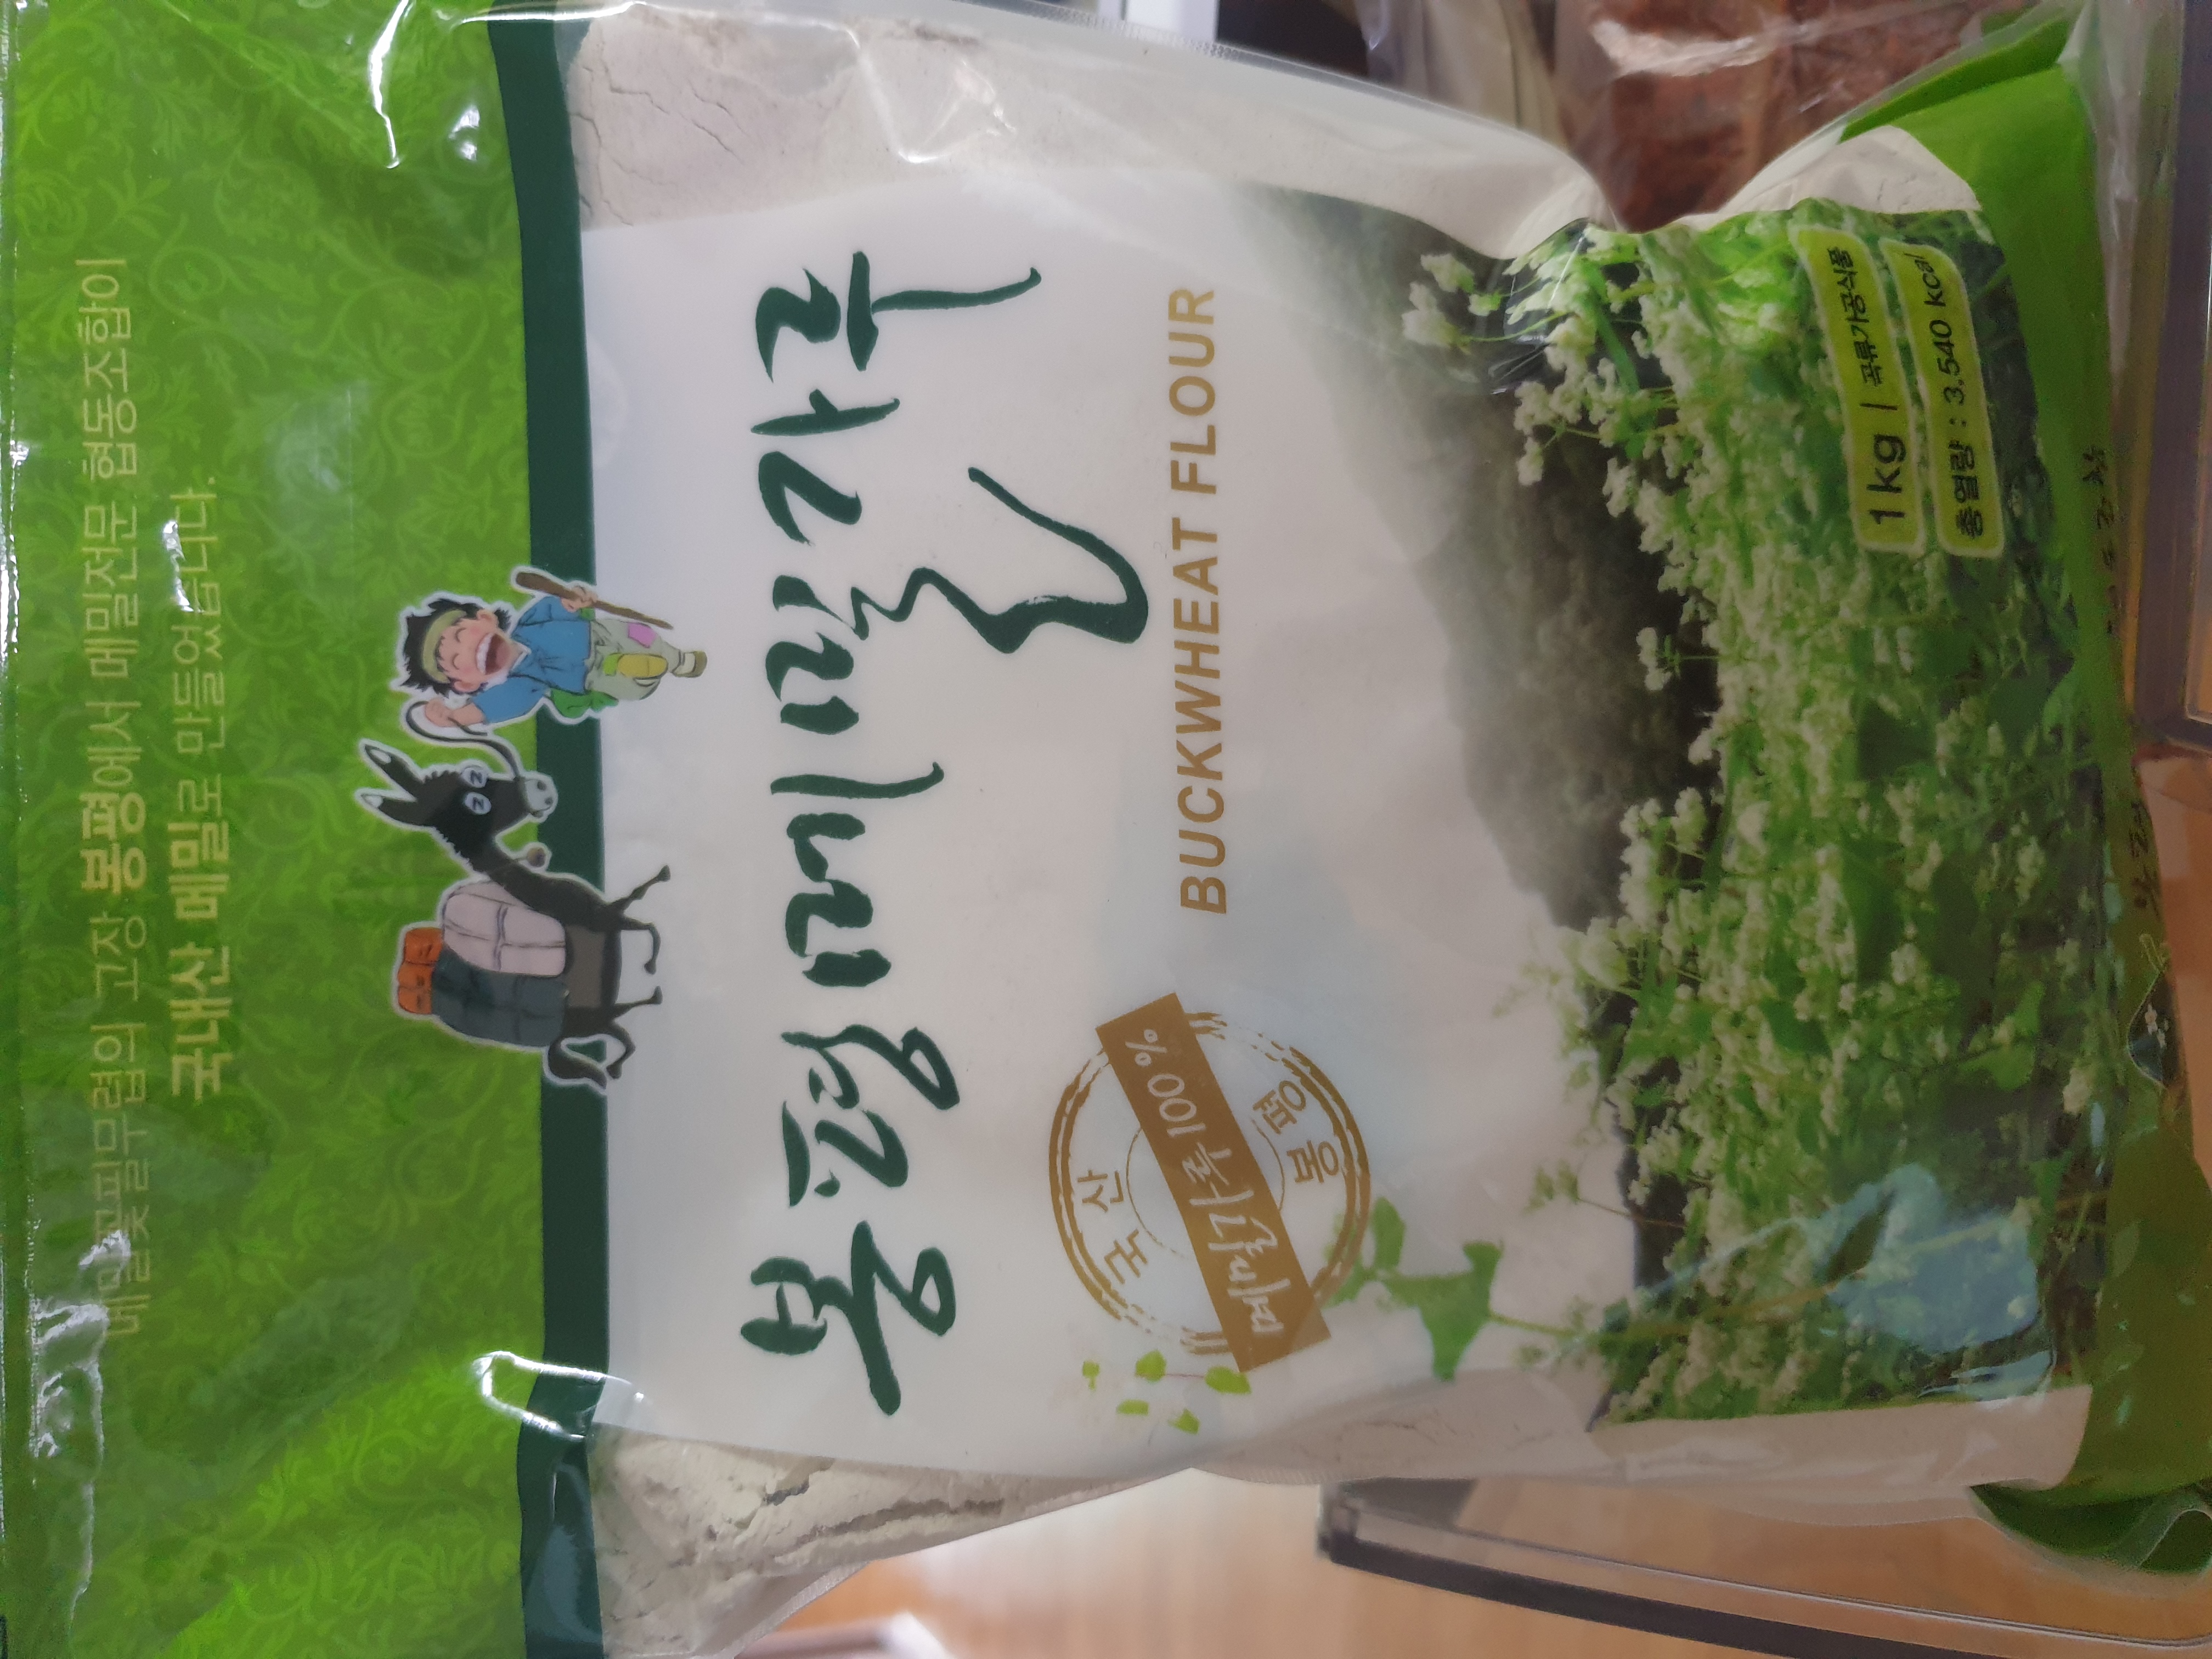 메밀꽃필무렵의 고장 봉평에서 메밀전문 협동조합이
국내산 메밀로 만들었습니다.
봉평메밀가루
BUCKWHEAT FLOUR
국산
메밀가루 100%
봉평
1kg | 곡류가공식품
총열량 : 3,540 kcal